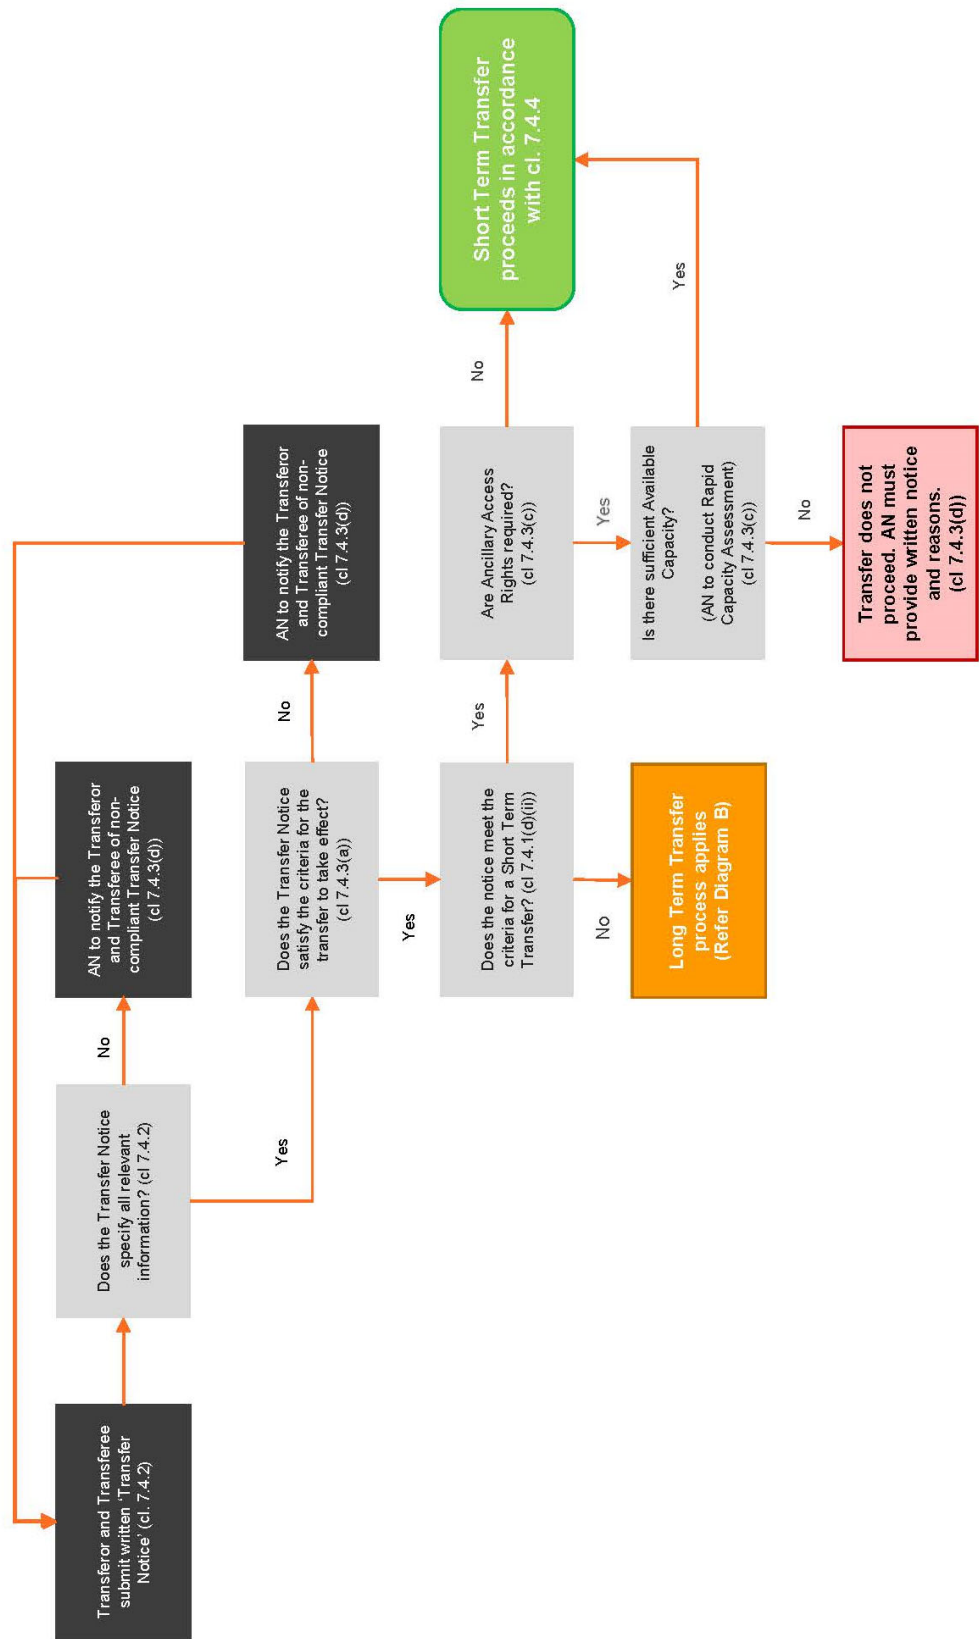 Transferor and Transferee
submit written ‘Transfer
Notice’ (cl. 7.4.2)
Does the Transfer Notice
specify all relevant
information? (cl 7.4.2)
No
AN to notify the Transferor
and Transferee of non-
compliant Transfer Notice
(cl 7.4.3(d))
Yes
Does the Transfer Notice
satisfy the criteria for the
transfer to take effect?
(cl 7.4.3(a))
No
AN to notify the Transferor
and Transferee of non-
compliant Transfer Notice
(cl 7.4.3(d))
Yes
Does the notice meet the
criteria for a Short Term
Transfer? (cl 7.4.1(d)(ii))
Yes
Are Ancillary Access
Rights required?
(cl 7.4.3(c))
No
Short Term Transfer
proceeds in accordance
with cl. 7.4.4
No
Long Term Transfer
process applies
(Refer Diagram B)
Yes
Is there sufficient Available
Capacity?
(AN to conduct Rapid
Capacity Assessment)
(cl 7.4.3(c))
Yes
No
Transfer does not
proceed. AN must
provide written notice
and reasons.
(cl 7.4.3(d))